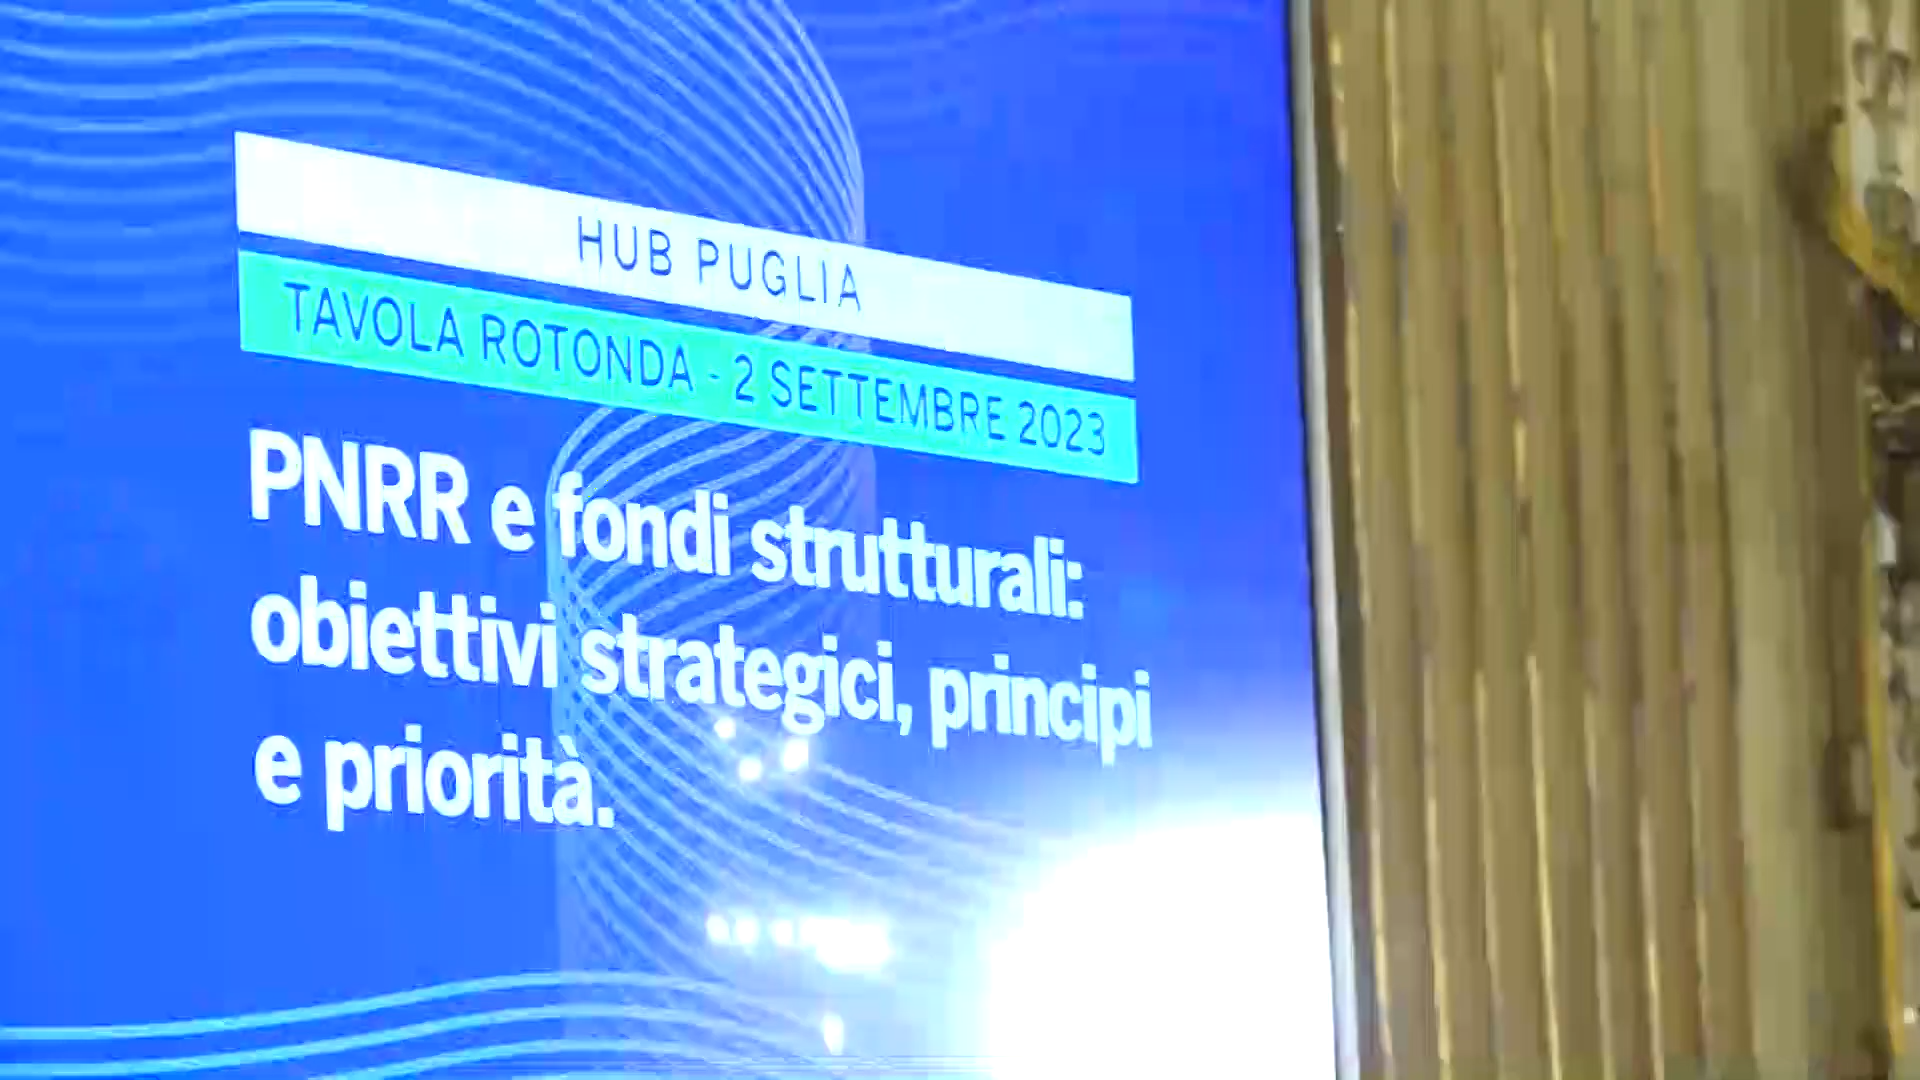 HUB PUGLIA
TAVOLA ROTONDA - 2 SETTEMBRE 2023
PNRR e fondi strutturali:
obiettivi strategici, principi
e priorità.